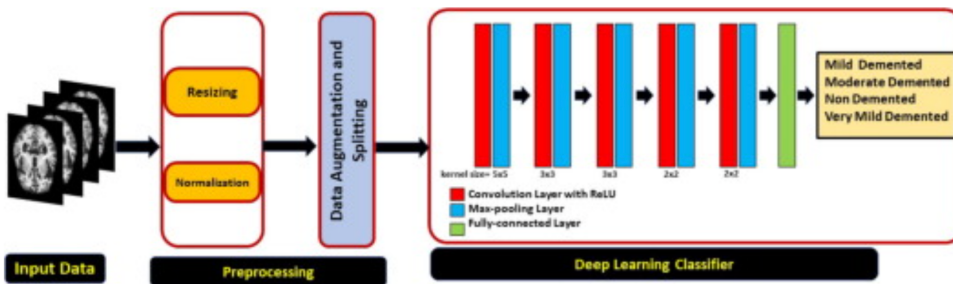 Resizing
Normalization
Data Augmentation and
Splitting
kernel size= 5x5
3x3
3x3
2x2
2x2
Convolution Layer with ReLU
Max-pooling Layer
Fully-connected Layer
Mild Demented
Moderate Demented
Non Demented
Very Mild Demented
Input Data
Preprocessing
Deep Learning Classifier